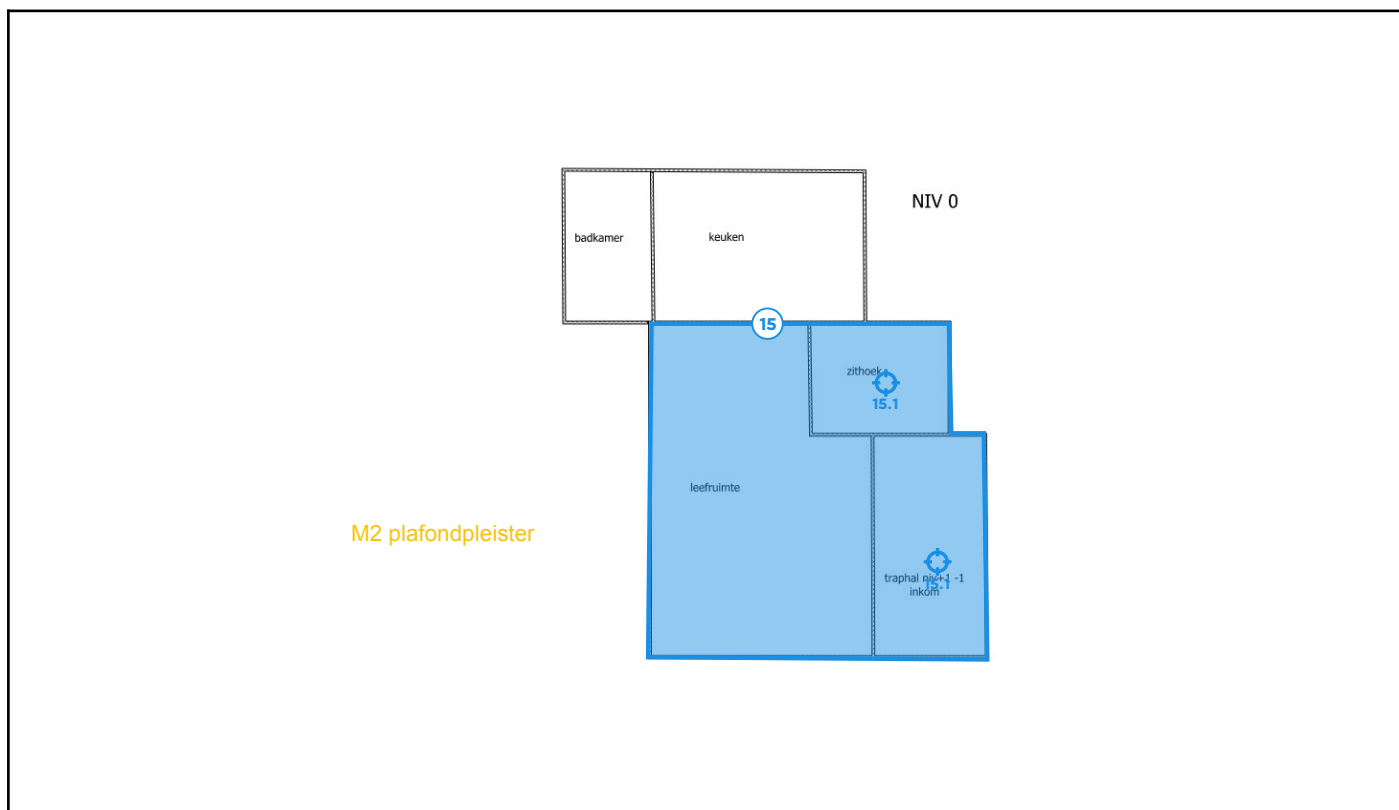 NIV 0
badkamer
keuken
15
zithoek
15.1
leefruimte
M2 plafondpleister
traphal niv+1 -1
15.1
inkom